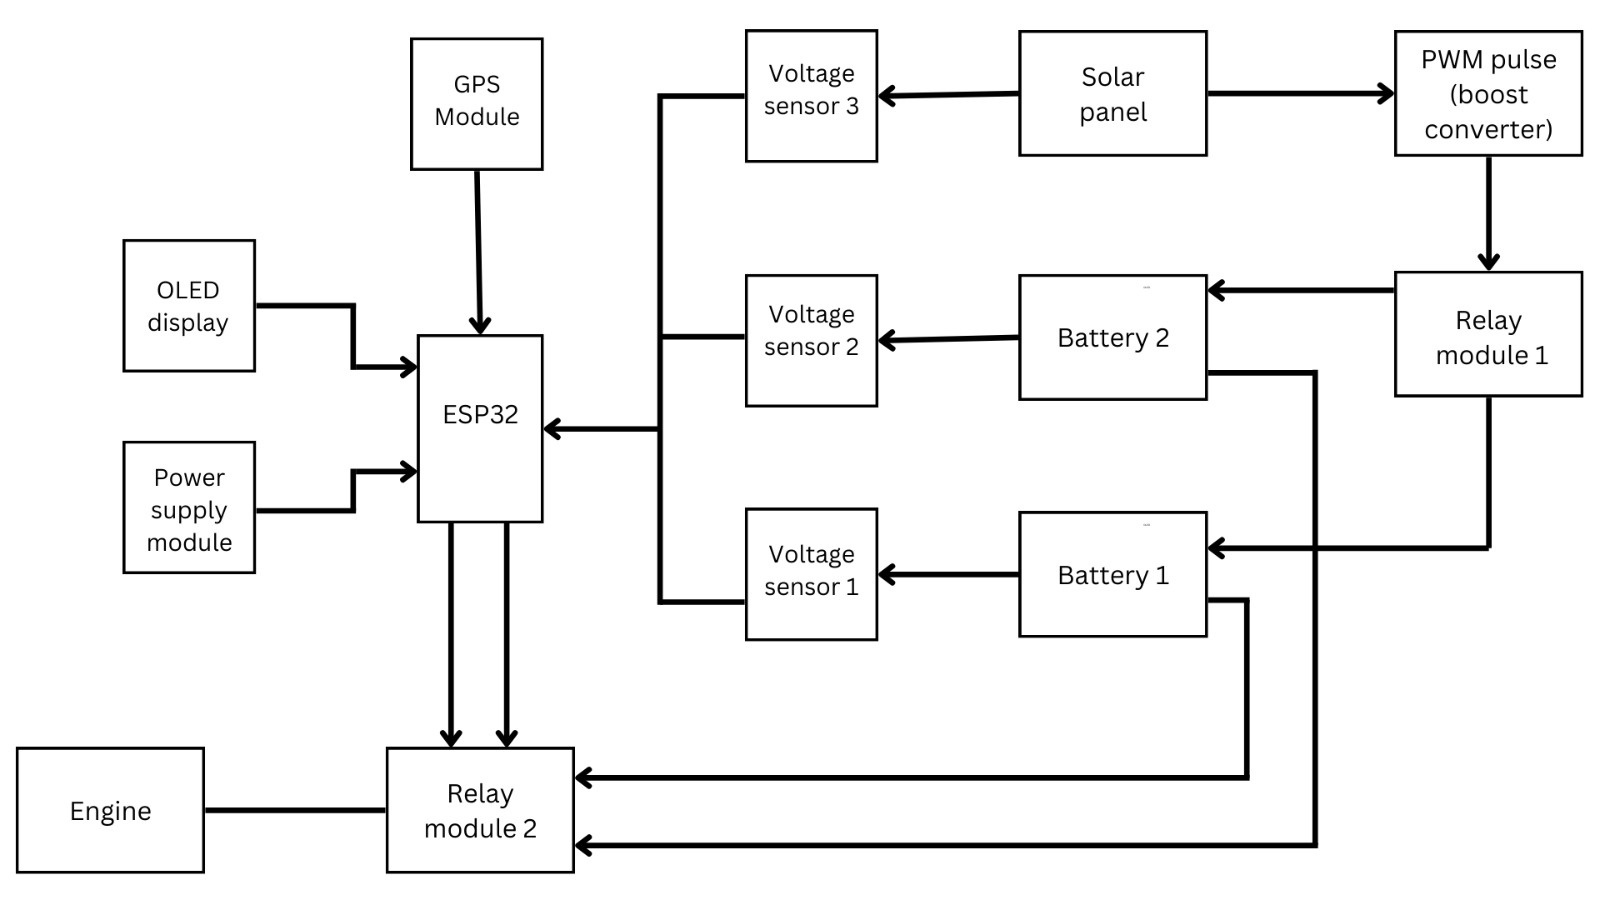 GPS
Module
Voltage
sensor 3
Solar
panel
PWM pulse
(boost
converter)
OLED
display
ESP32
Voltage
sensor 2
Battery 2
Relay
module 1
Power
supply
module
Voltage
sensor 1
Battery 1
Engine
Relay
module 2